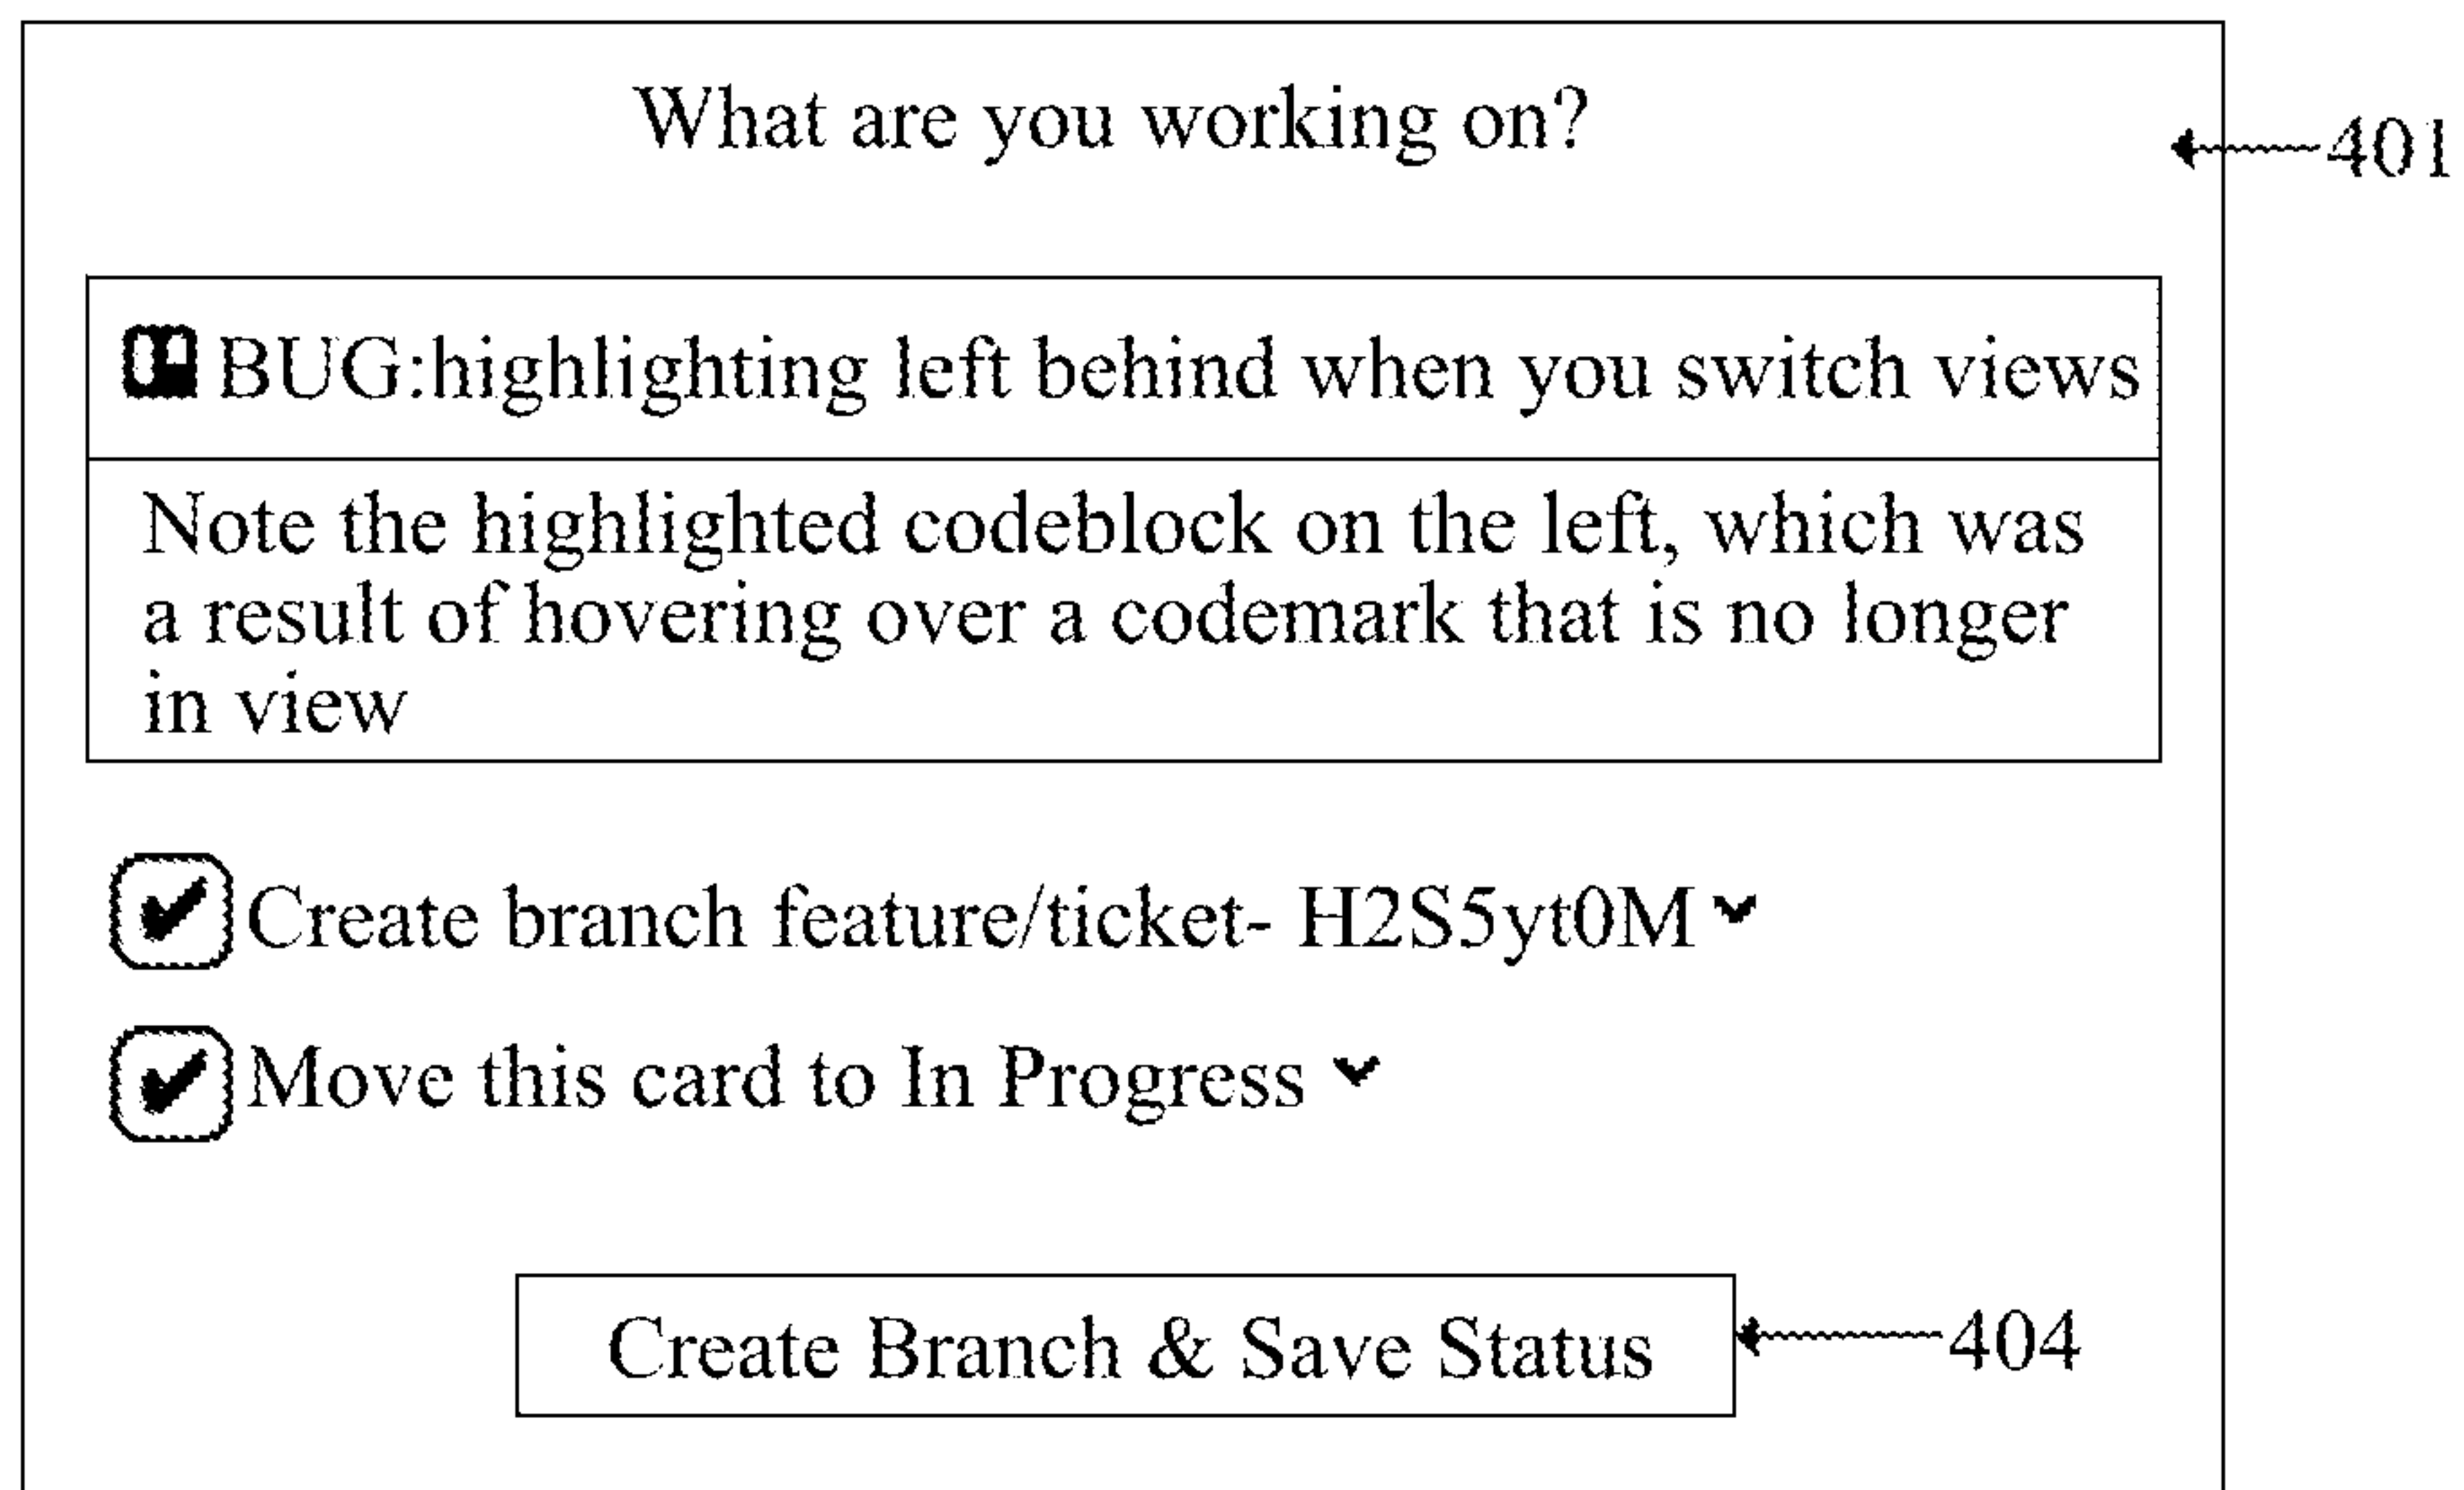 What are you working on?
401
BUG:highlighting left behind when you switch views
Note the highlighted codeblock on the left, which was
a result of hovering over a codemark that is no longer
in view
Create branch feature/ticket- H2S5yt0M
Move this card to In Progress
Create Branch & Save Status
404